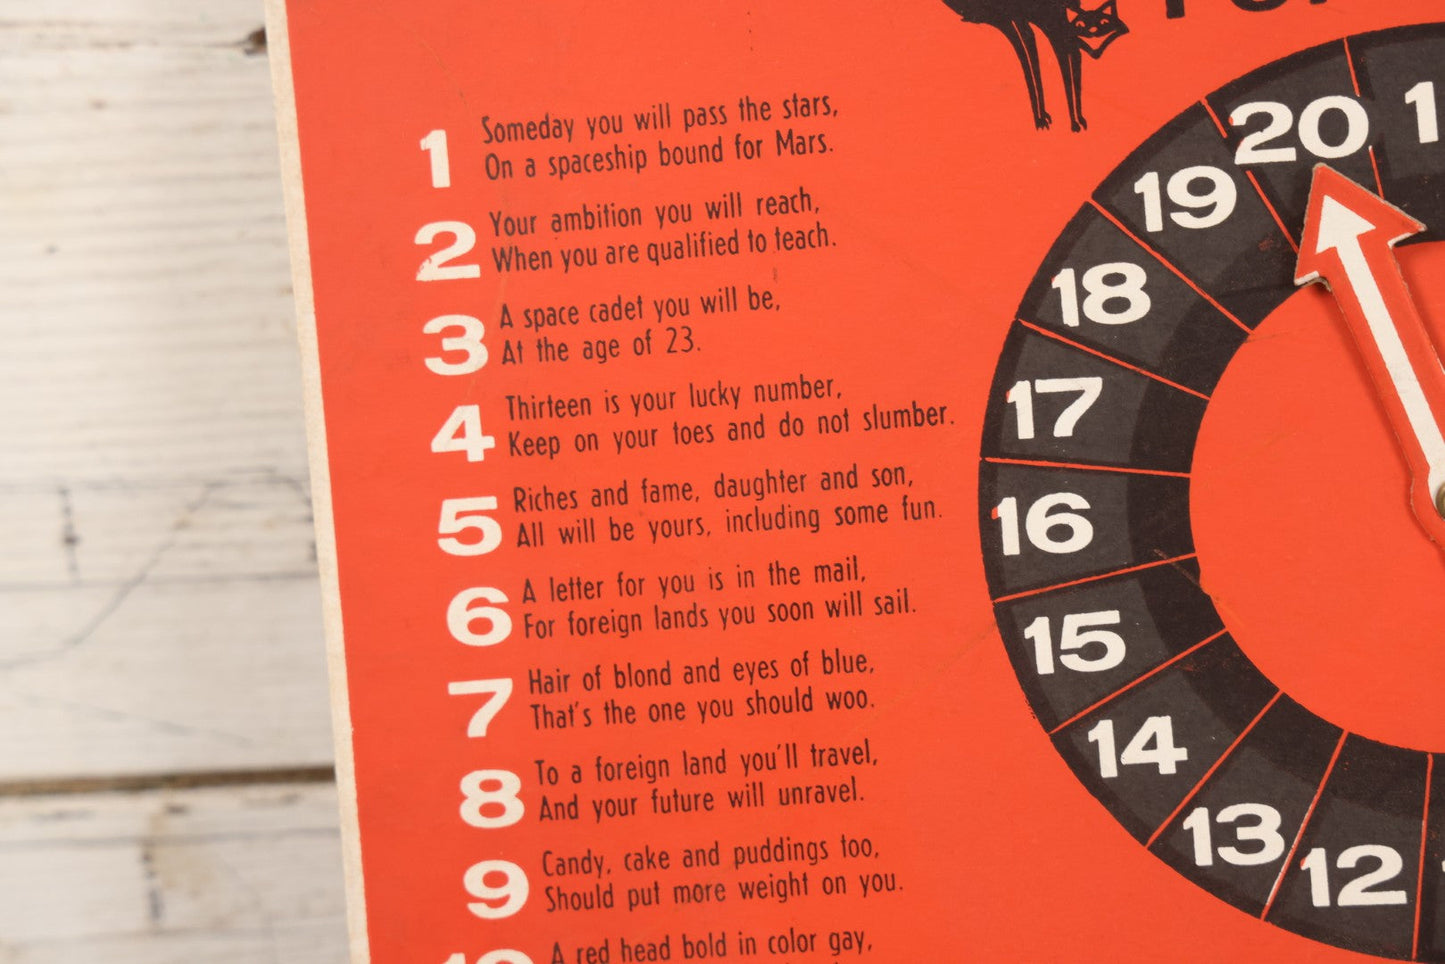 1 Someday you will pass the stars,
On a spaceship bound for Mars.
2 Your ambition you will reach,
When you are qualified to teach.
3 A space cadet you will be,
At the age of 23.
4 Thirteen is your lucky number,
Keep on your toes and do not slumber.
5 Riches and fame, daughter and son,
All will be yours, including some fun.
6 A letter for you is in the mail,
For foreign lands you soon will sail.
7 Hair of blond and eyes of blue,
That's the one you should woo.
8 To a foreign land you'll travel,
And your future will unravel.
9 Candy, cake and puddings too,
Should put more weight on you.
10 A red head bold in color gay,
20
19
18
17
16
15
14
13
12